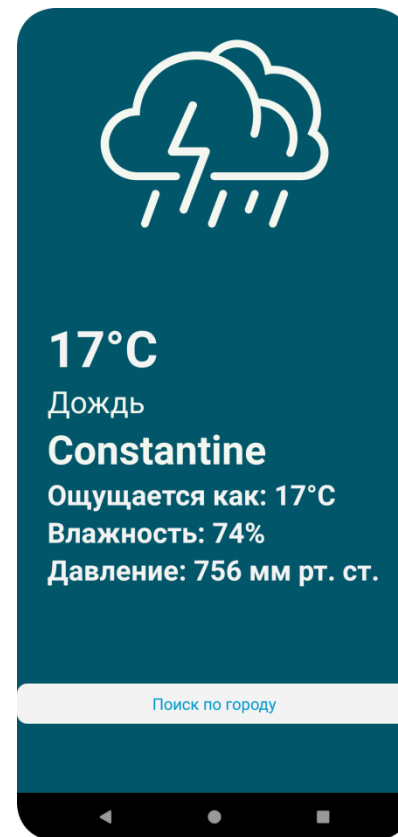 17°C
Дождь
Constantine
Ощущается как: 17°C
Влажность: 74%
Давление: 756 мм рт. ст.
Поиск по городу